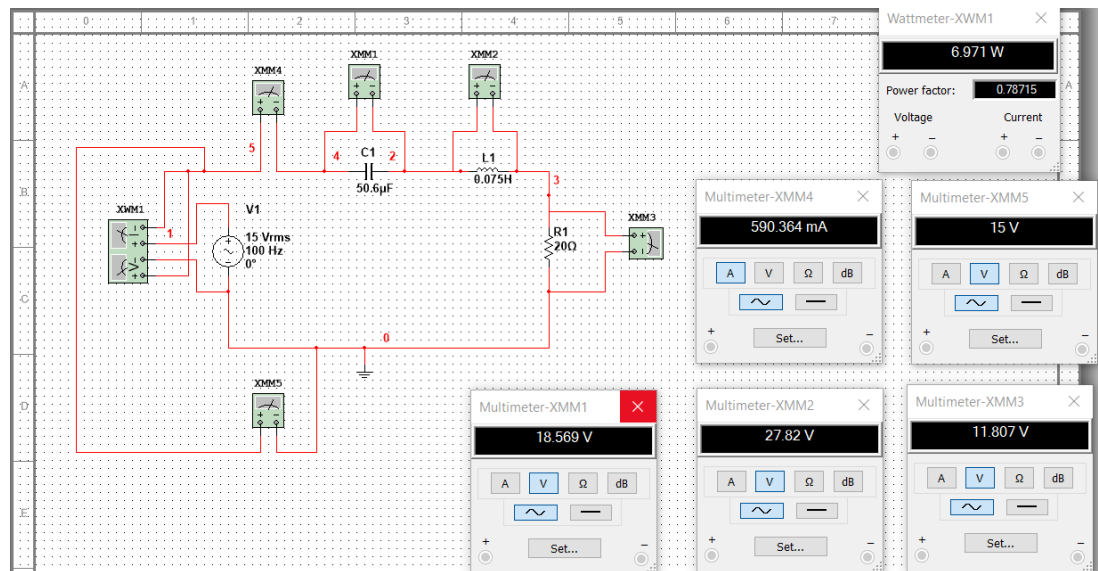 0 1 2 3 4 5 6 7
A
B
C
D
E
A
XMM4
XMM1
XMM2
5
4
C1
2
50.6µF
L1
0.075H
3
XWM1
1
V1
15 Vrms
100 Hz
0°
R1
20Ω
XMM3
0
XMM5
Wattmeter-XWM1
6.971 W
Power factor: 0.78715
Voltage Current
+ − + −
Multimeter-XMM4
590.364 mA
A V Ω dB
+ Set... −
Multimeter-XMM5
15 V
A V Ω dB
+ Set... −
Multimeter-XMM1
18.569 V
A V Ω dB
+ Set... −
Multimeter-XMM2
27.82 V
A V Ω dB
+ Set... −
Multimeter-XMM3
11.807 V
A V Ω dB
+ Set... −